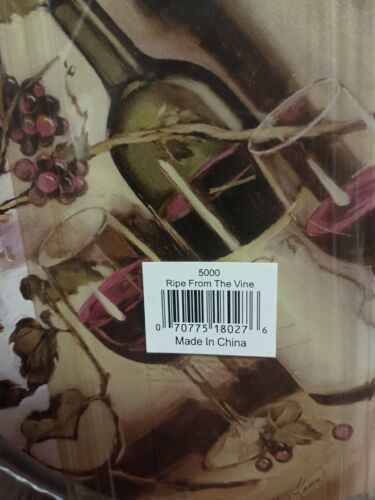 5000
Ripe From The Vine
0 70775 18027 6
Made In China